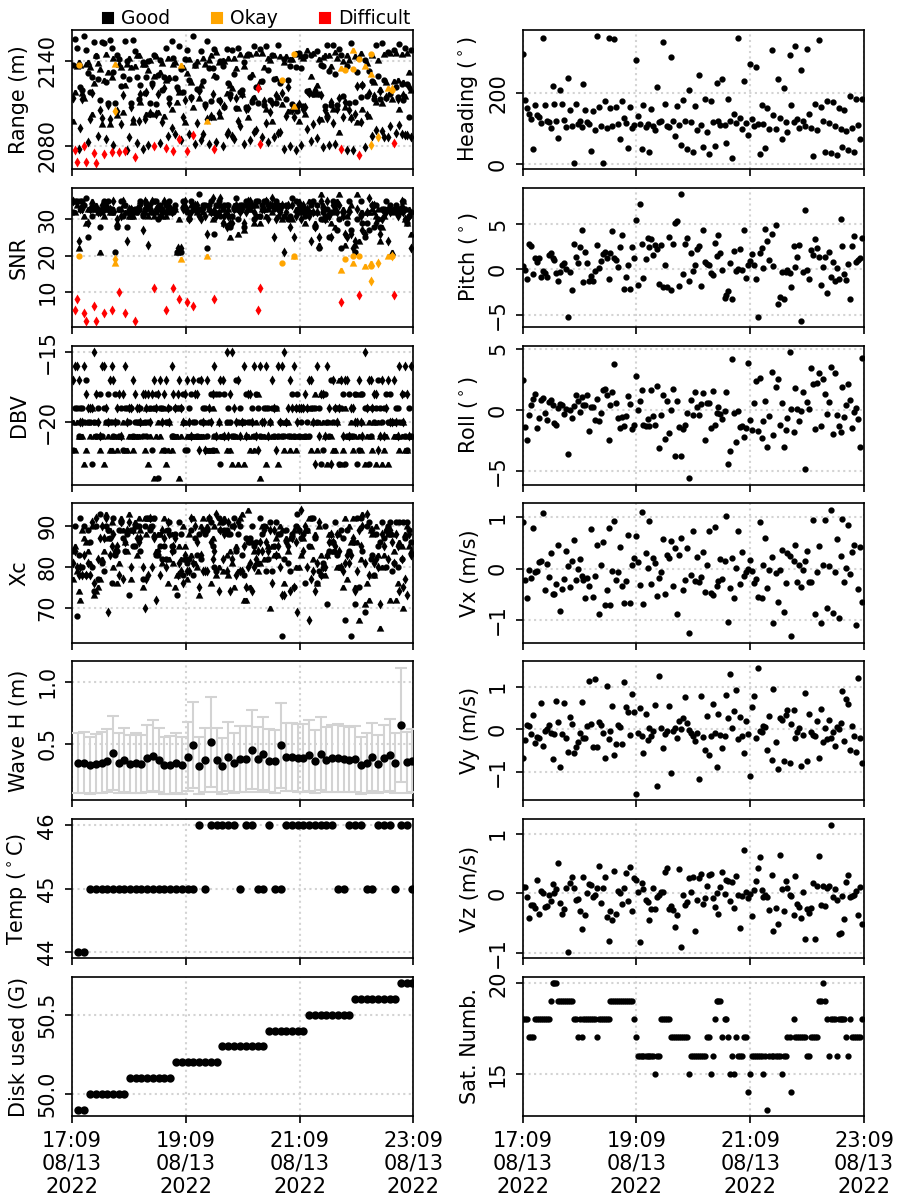 Good Okay Difficult
Range (m)
2140
2080
Heading (°)
200
0
SNR
30
20
10
Pitch (°)
5
0
−5
DBV
−15
−20
Roll (°)
5
0
−5
Xc
90
80
70
Vx (m/s)
1
0
−1
Wave H (m)
1.0
0.5
Vy (m/s)
1
0
−1
Temp (°C)
46
45
44
Vz (m/s)
1
0
−1
Disk used (G)
50.5
50.0
Sat. Numb.
20
15
17:09 19:09 21:09 23:09
08/13 08/13 08/13 08/13
2022 2022 2022 2022
17:09 19:09 21:09 23:09
08/13 08/13 08/13 08/13
2022 2022 2022 2022